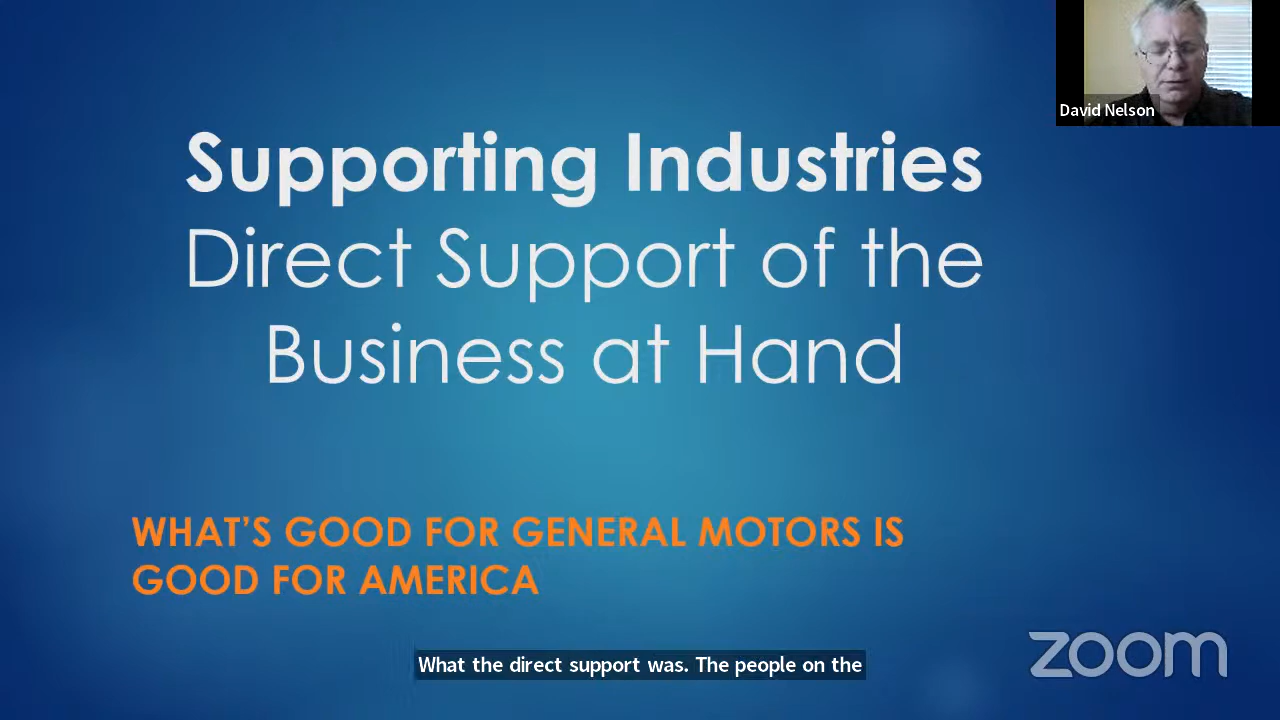 David Nelson
Supporting Industries
Direct Support of the
Business at Hand
WHAT’S GOOD FOR GENERAL MOTORS IS
GOOD FOR AMERICA
What the direct support was. The people on the
zoom